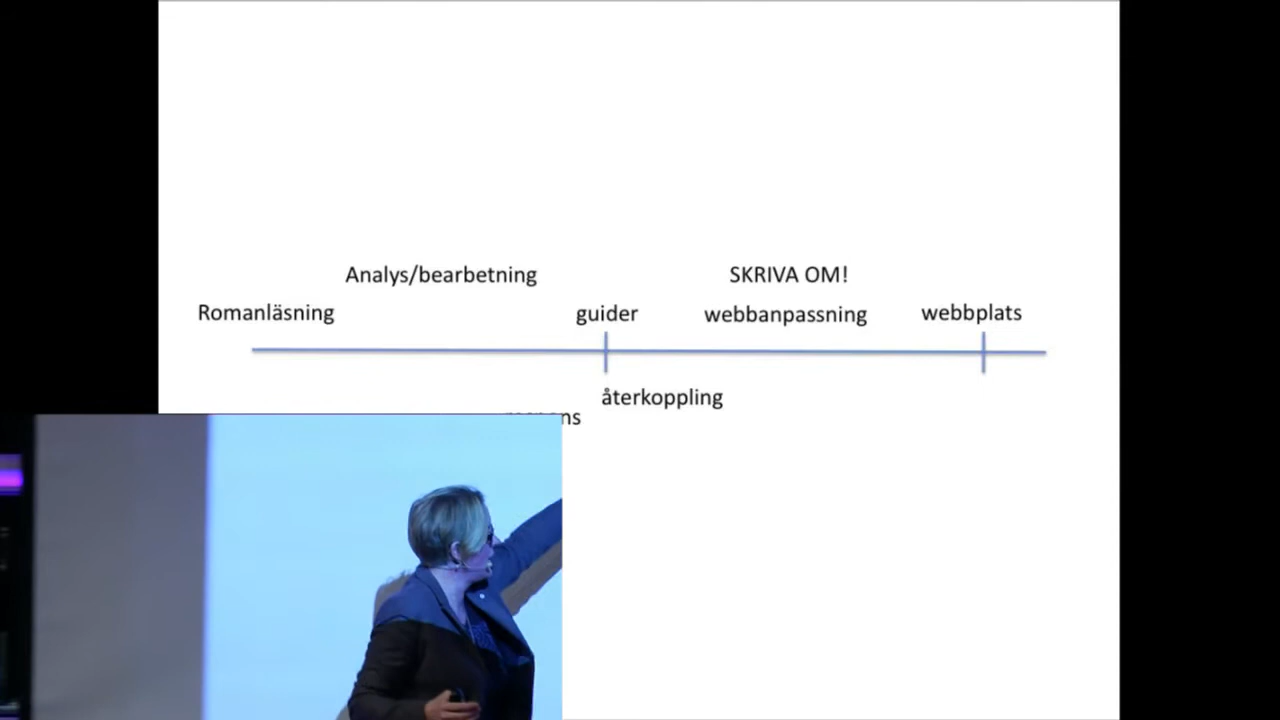 Analys/bearbetning
SKRIVA OM!
Romanläsning
guider
webbanpassning
webbplats
återkoppling